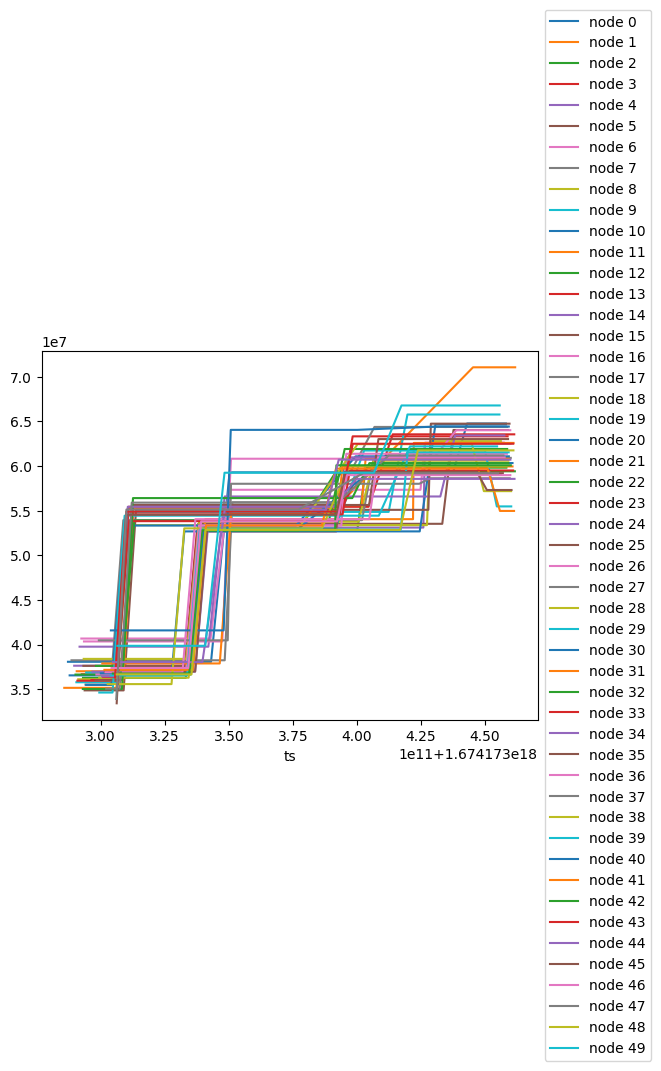 1e7
7.0
6.5
6.0
5.5
5.0
4.5
4.0
3.5
3.00 3.25 3.50 3.75 4.00 4.25 4.50
ts
1e11+1.674173e18
node 0
node 1
node 2
node 3
node 4
node 5
node 6
node 7
node 8
node 9
node 10
node 11
node 12
node 13
node 14
node 15
node 16
node 17
node 18
node 19
node 20
node 21
node 22
node 23
node 24
node 25
node 26
node 27
node 28
node 29
node 30
node 31
node 32
node 33
node 34
node 35
node 36
node 37
node 38
node 39
node 40
node 41
node 42
node 43
node 44
node 45
node 46
node 47
node 48
node 49